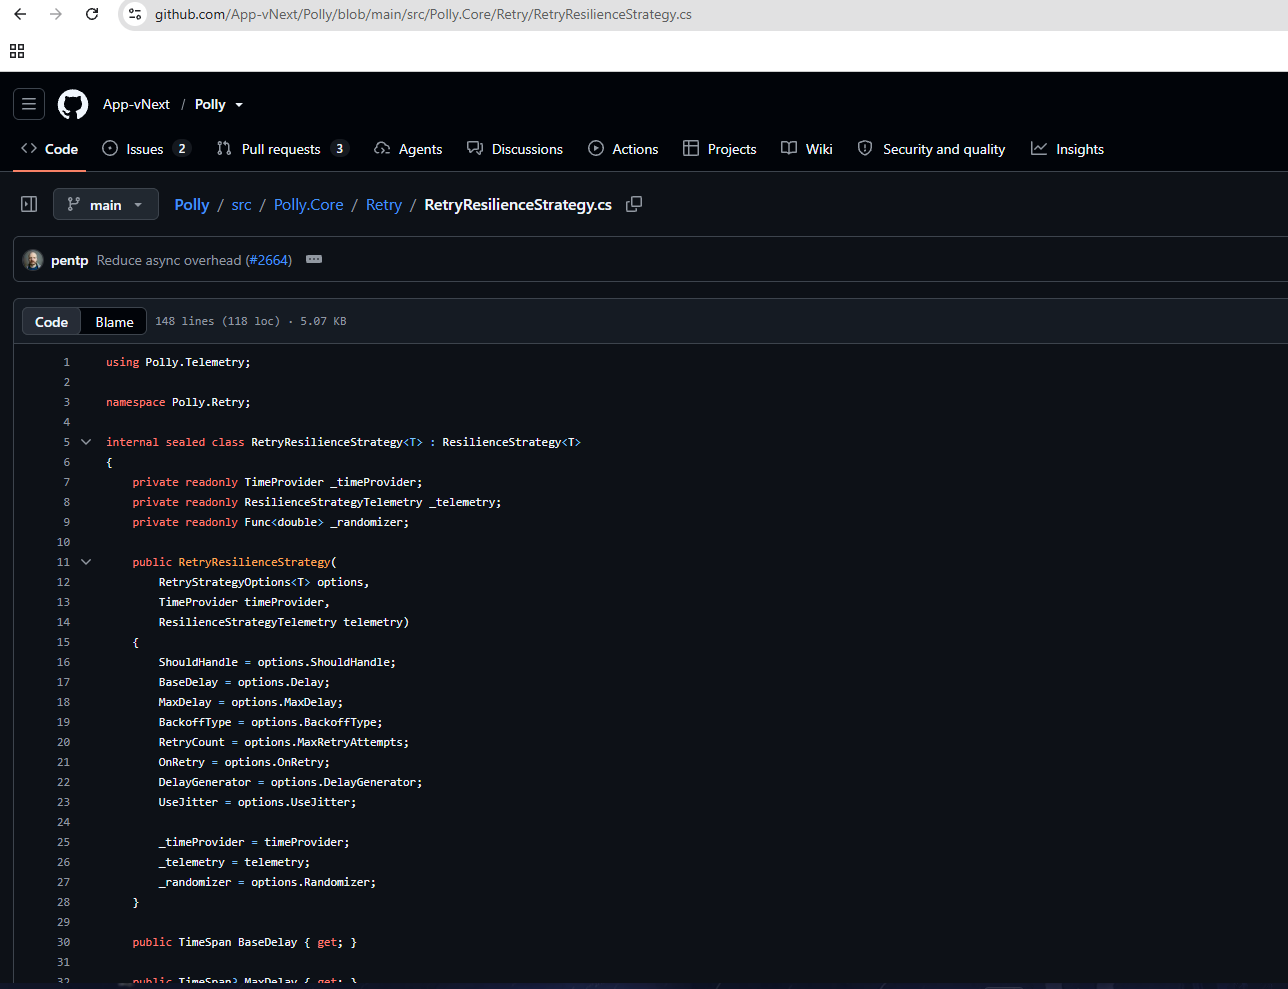 github.com/App-vNext/Polly/blob/main/src/Polly.Core/Retry/RetryResilienceStrategy.cs
App-vNext / Polly
Code Issues 2 Pull requests 3 Agents Discussions Actions Projects Wiki Security and quality Insights
main Polly / src / Polly.Core / Retry / RetryResilienceStrategy.cs
pentp Reduce async overhead (#2664)
Code Blame 148 lines (118 loc) · 5.07 KB
1 using Polly.Telemetry;
2
3 namespace Polly.Retry;
4
5 internal sealed class RetryResilienceStrategy<T> : ResilienceStrategy<T>
6 {
7     private readonly TimeProvider _timeProvider;
8     private readonly ResilienceStrategyTelemetry _telemetry;
9     private readonly Func<double> _randomizer;
10
11     public RetryResilienceStrategy(
12         RetryStrategyOptions<T> options,
13         TimeProvider timeProvider,
14         ResilienceStrategyTelemetry telemetry)
15     {
16         ShouldHandle = options.ShouldHandle;
17         BaseDelay = options.Delay;
18         MaxDelay = options.MaxDelay;
19         BackoffType = options.BackoffType;
20         RetryCount = options.MaxRetryAttempts;
21         OnRetry = options.OnRetry;
22         DelayGenerator = options.DelayGenerator;
23         UseJitter = options.UseJitter;
24
25         _timeProvider = timeProvider;
26         _telemetry = telemetry;
27         _randomizer = options.Randomizer;
28     }
29
30     public TimeSpan BaseDelay { get; }
31
32     public TimeSpan? MaxDelay { get; }